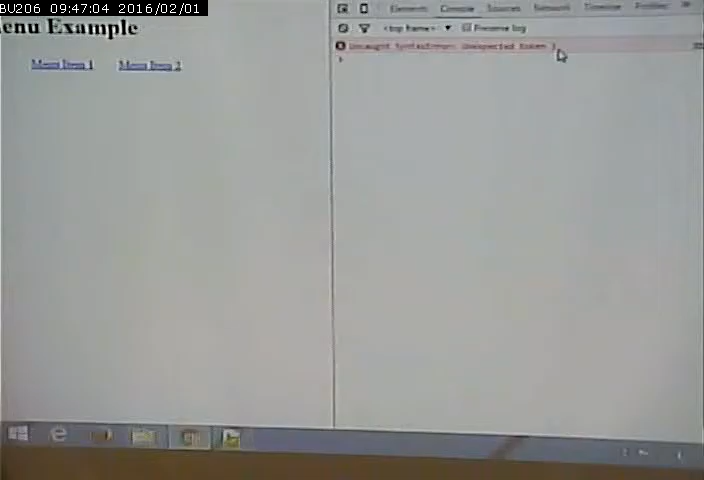 BU206 09:47:04 2016/02/01
enu Example
Menu Item 1 Menu Item 2
Elements Console Sources Network Timeline Profiles
<top frame> Preserve log
Uncaught SyntaxError: Unexpected token